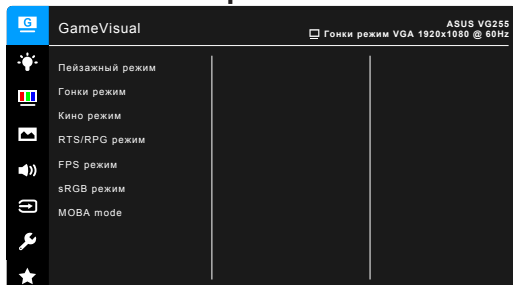 G
GameVisual
ASUS VG255
Гонки режим VGA 1920x1080 @ 60Hz
Пейзажный режим
Гонки режим
Кино режим
RTS/RPG режим
FPS режим
sRGB режим
MOBA mode